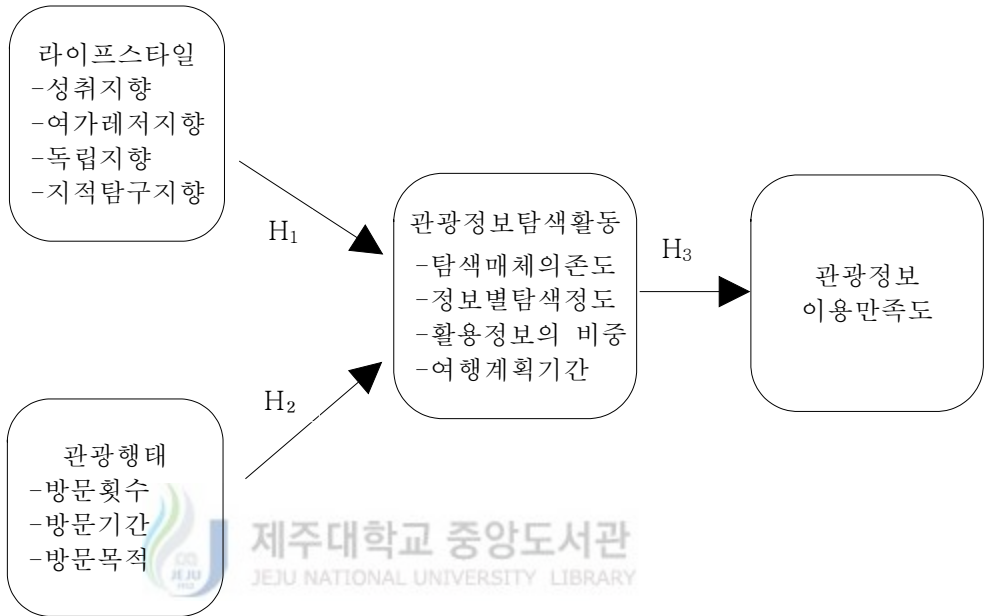 라이프스타일
-성취지향
-여가레저지향
-독립지향
-지적탐구지향
H₁
관광정보탐색활동
-탐색매체의존도
-정보별탐색정도
-활용정보의 비중
-여행계획기간
H₃
관광정보
이용만족도
H₂
관광행태
-방문횟수
-방문기간
-방문목적
제주대학교 중앙도서관
JEJU NATIONAL UNIVERSITY LIBRARY
JEJU